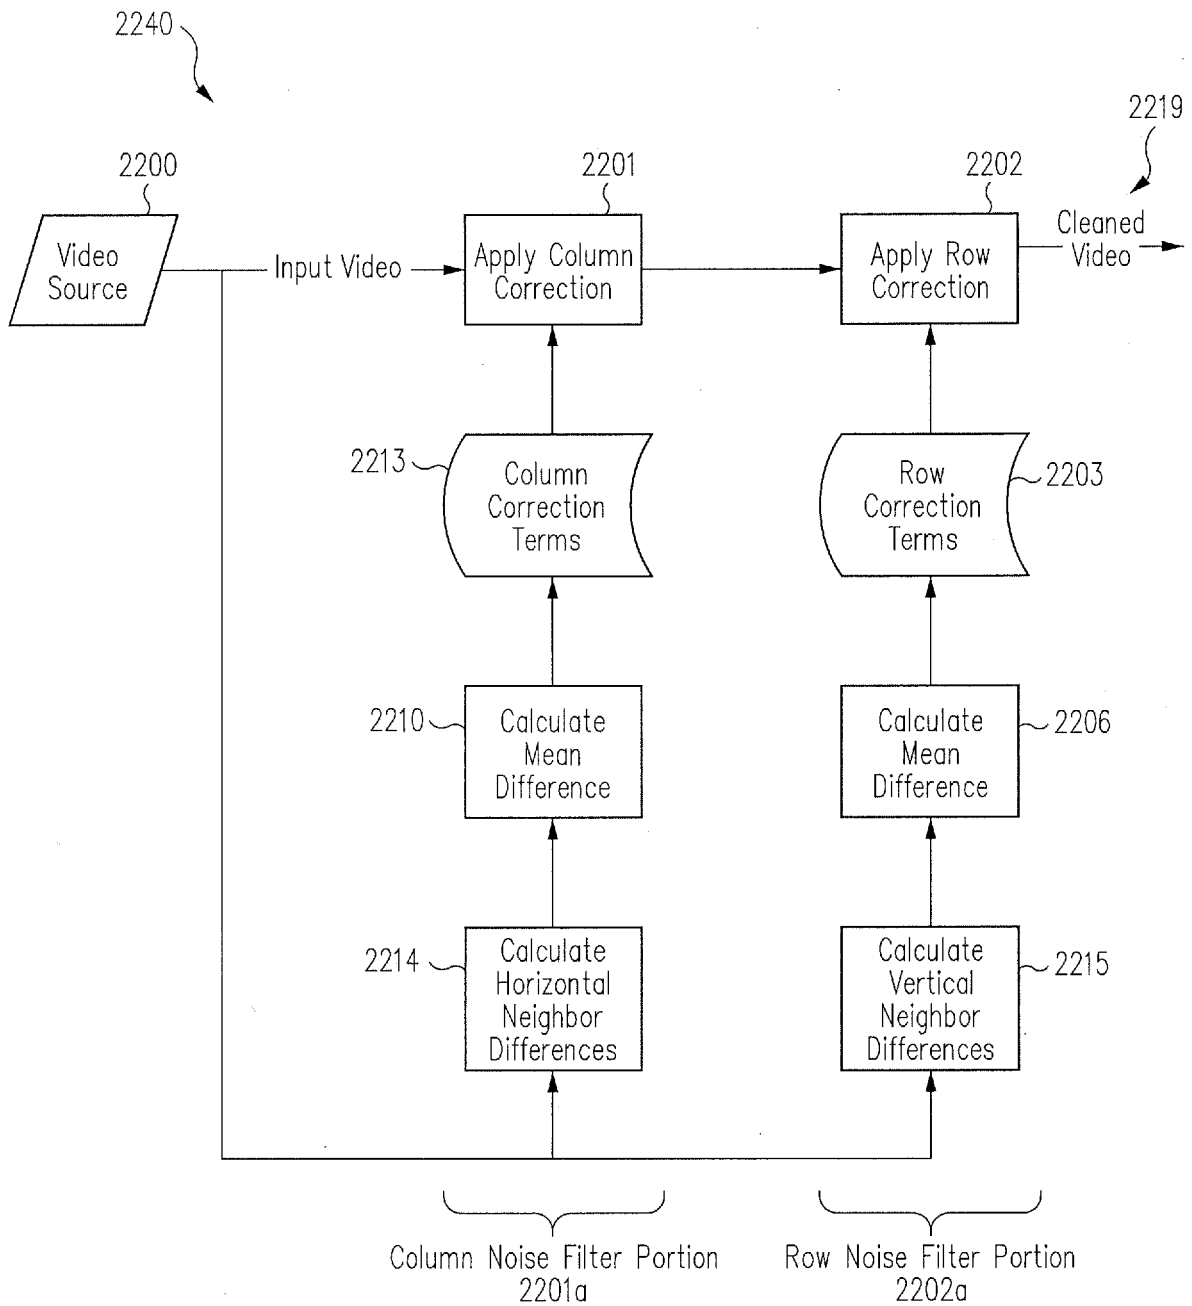 2240
2219
2200
2201
2202
Video
Source
Input Video
Apply Column
Correction
Apply Row
Correction
Cleaned
Video
2213
Column
Correction
Terms
Row
Correction
Terms
2203
2210
Calculate
Mean
Difference
Calculate
Mean
Difference
2206
2214
Calculate
Horizontal
Neighbor
Differences
Calculate
Vertical
Neighbor
Differences
2215
Column Noise Filter Portion
2201a
Row Noise Filter Portion
2202a